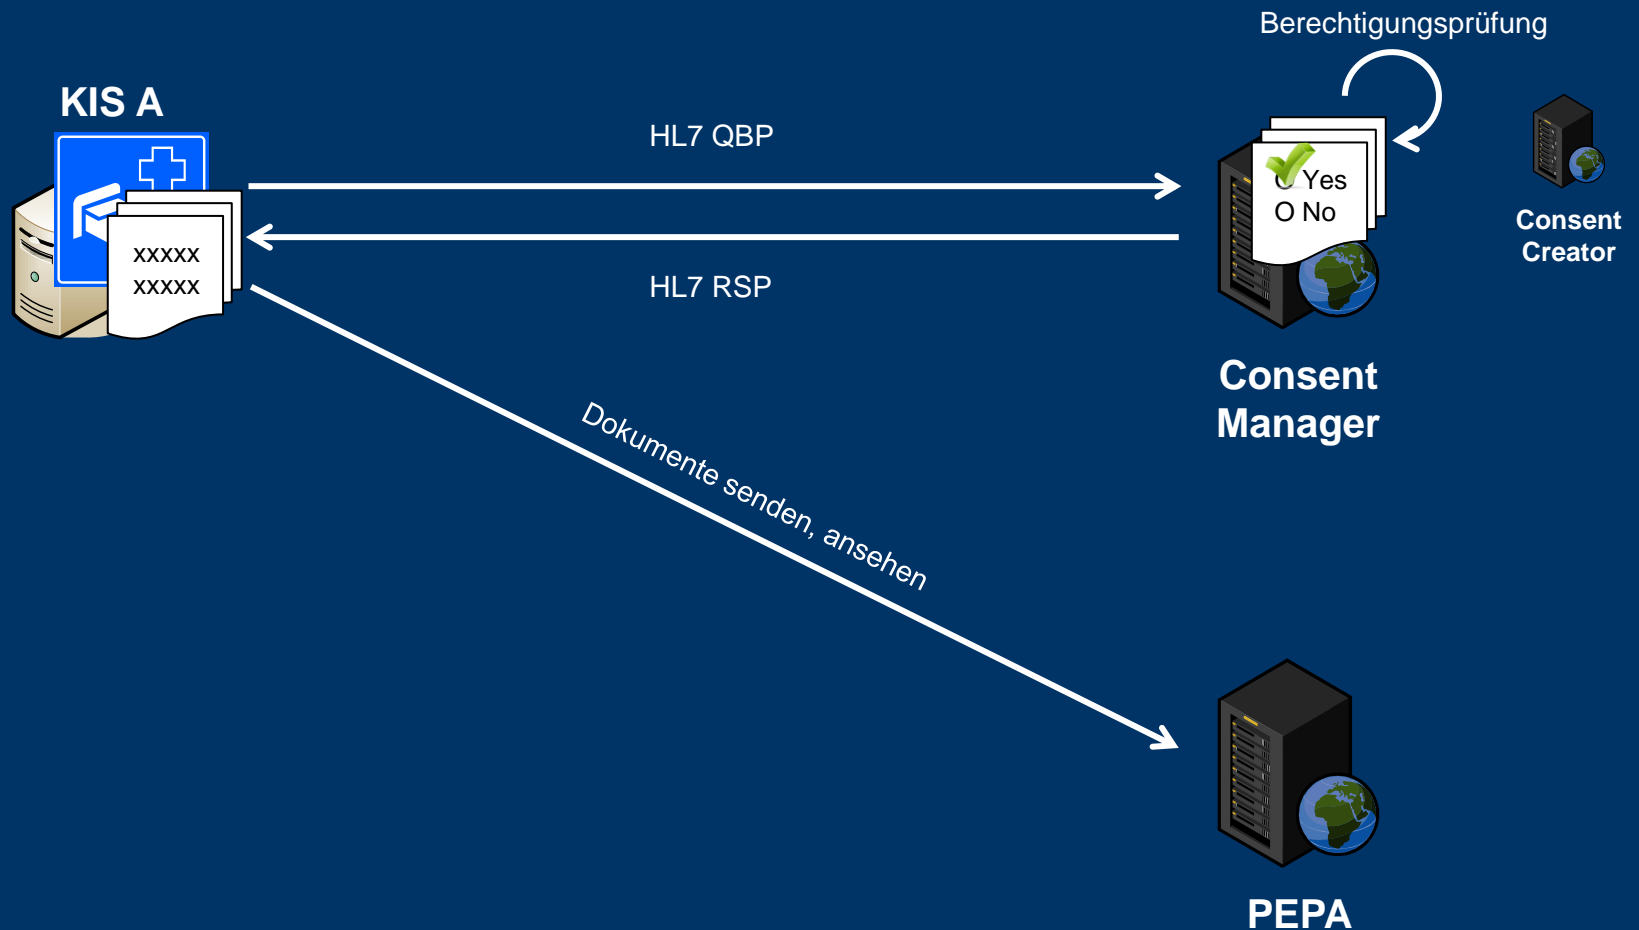 Berechtigungsprüfung
KIS A
HL7 QBP
xxxxx
xxxxx
Yes
O No
Consent
Creator
HL7 RSP
Consent
Manager
Dokumente senden, ansehen
PEPA